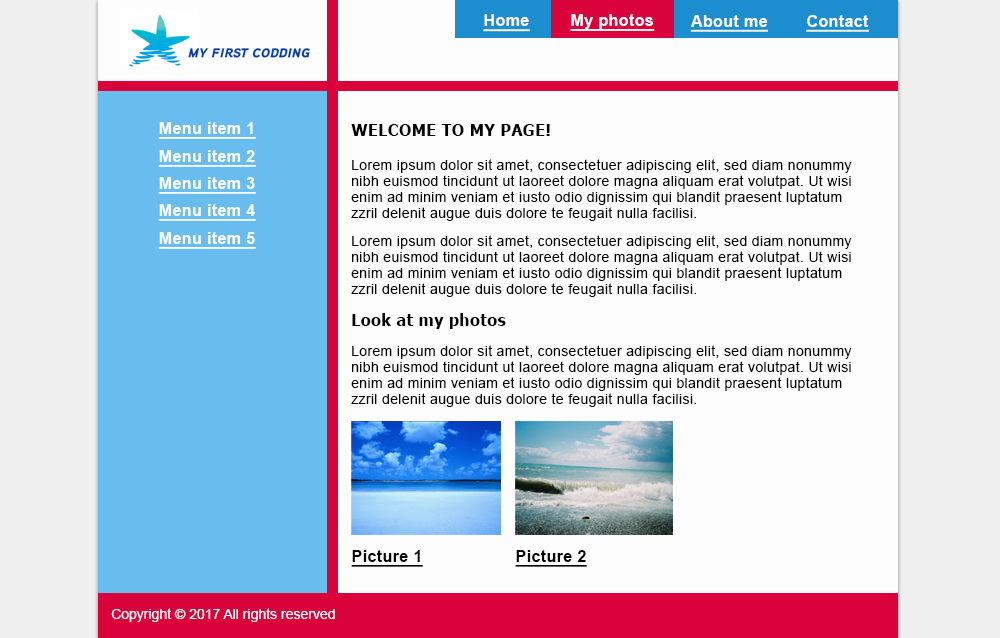 MY FIRST CODDING
Home My photos About me Contact
Menu item 1
Menu item 2
Menu item 3
Menu item 4
Menu item 5
WELCOME TO MY PAGE!
Lorem ipsum dolor sit amet, consectetuer adipiscing elit, sed diam nonummy
nibh euismod tincidunt ut laoreet dolore magna aliquam erat volutpat. Ut wisi
enim ad minim veniam et iusto odio dignissim qui blandit praesent luptatum
zzril delenit augue duis dolore te feugait nulla facilisi.
Lorem ipsum dolor sit amet, consectetuer adipiscing elit, sed diam nonummy
nibh euismod tincidunt ut laoreet dolore magna aliquam erat volutpat. Ut wisi
enim ad minim veniam et iusto odio dignissim qui blandit praesent luptatum
zzril delenit augue duis dolore te feugait nulla facilisi.
Look at my photos
Lorem ipsum dolor sit amet, consectetuer adipiscing elit, sed diam nonummy
nibh euismod tincidunt ut laoreet dolore magna aliquam erat volutpat. Ut wisi
enim ad minim veniam et iusto odio dignissim qui blandit praesent luptatum
zzril delenit augue duis dolore te feugait nulla facilisi.
Picture 1 Picture 2
Copyright © 2017 All rights reserved